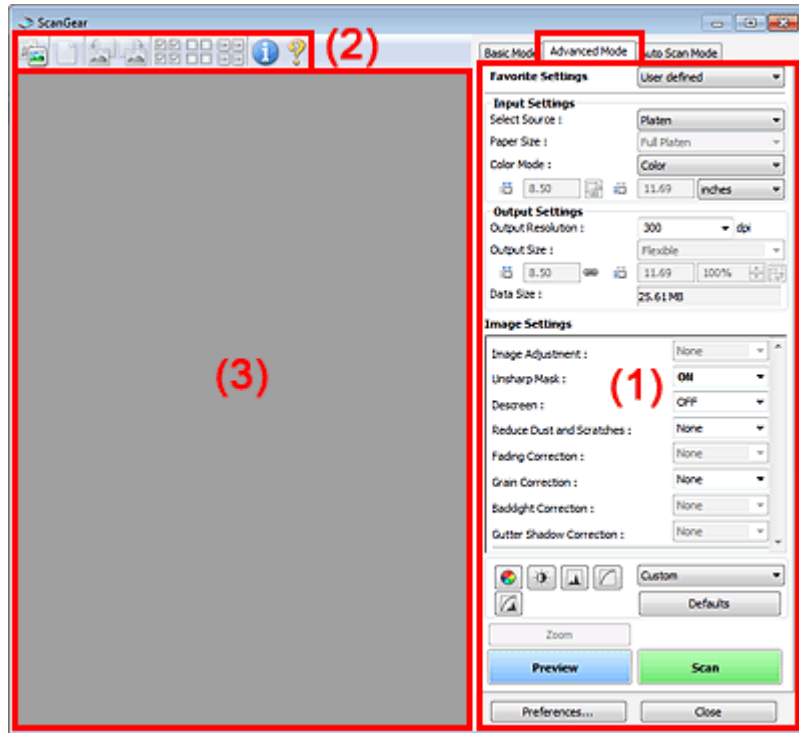 ScanGear
(2)
Basic Mode Advanced Mode Auto Scan Mode
Favorite Settings User defined
Input Settings
Select Source : Platen
Paper Size : Full Platen
Color Mode : Color
8.50 11.69 inches
Output Settings
Output Resolution : 300 dpi
Output Size : Flexible
8.50 11.69 100%
Data Size : 25.61MB
Image Settings
Image Adjustment : None
Unsharp Mask : ON
Descreen : OFF
Reduce Dust and Scratches : None
Fading Correction : None
Grain Correction : None
Backlight Correction : None
Gutter Shadow Correction : None
(3)
(1)
Custom
Defaults
Zoom
Preview Scan
Preferences... Close